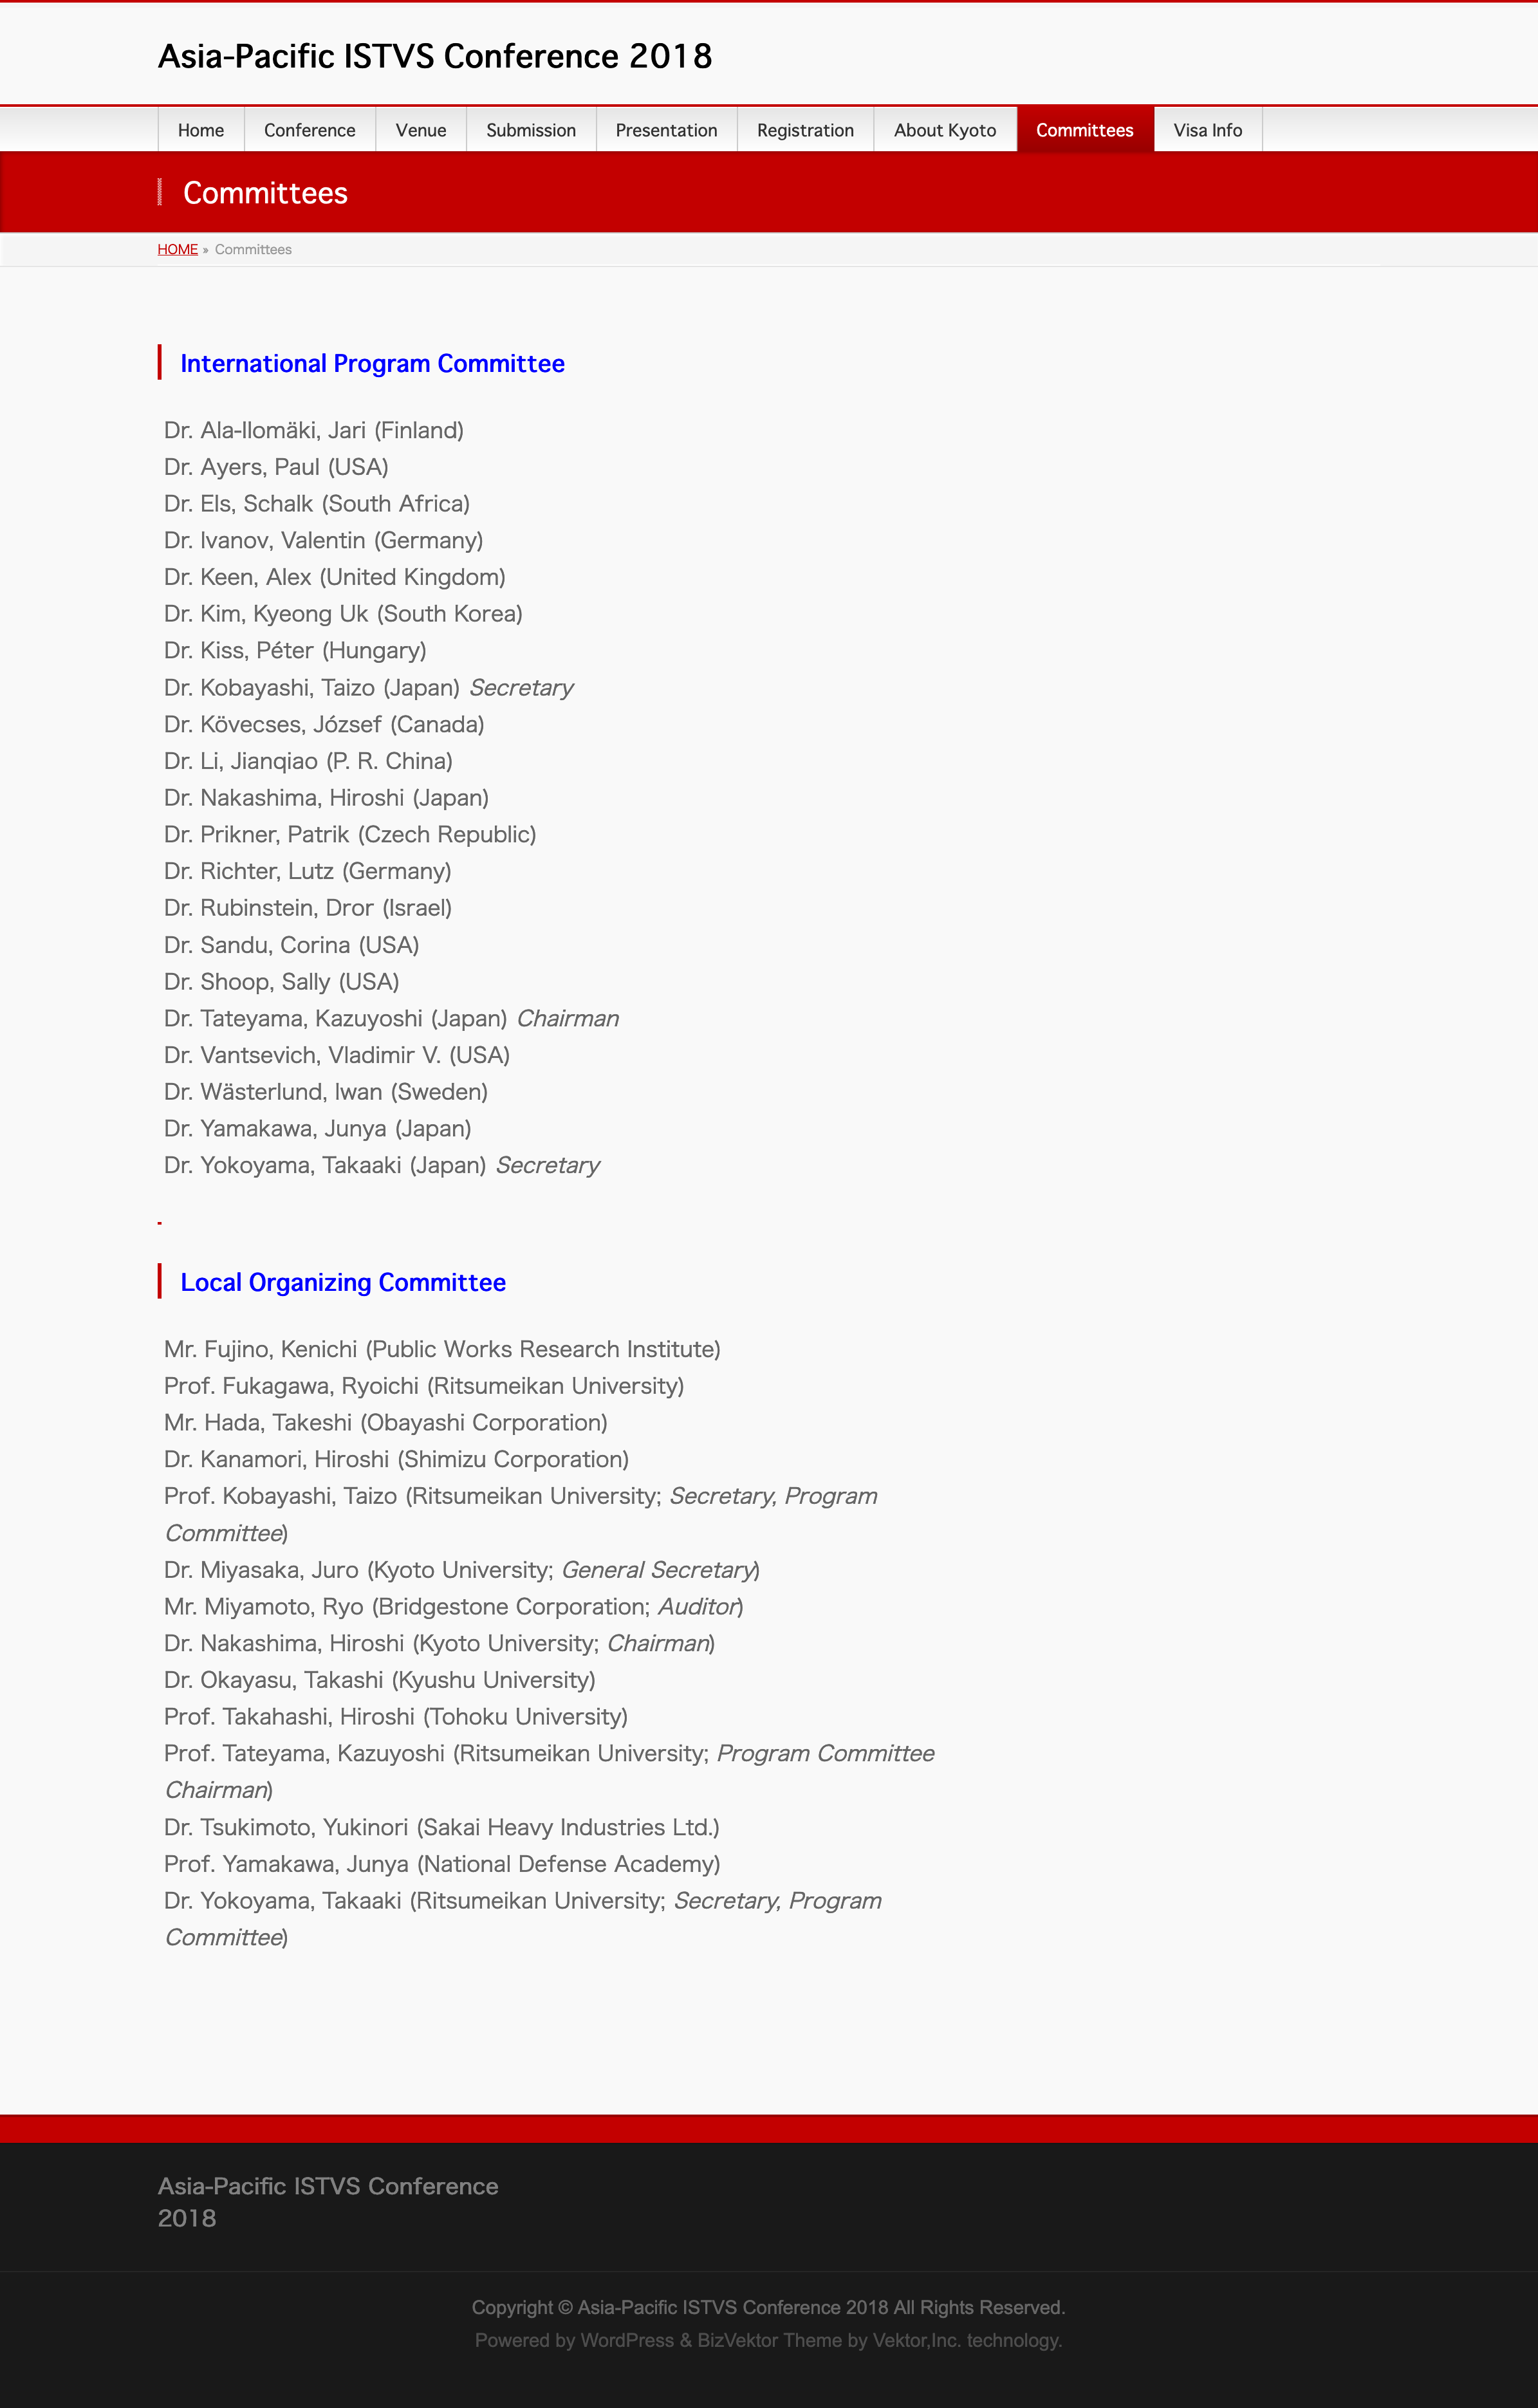 Asia-Pacific ISTVS Conference 2018
Home
Conference
Venue
Submission
Presentation
Registration
About Kyoto
Committees
Visa Info
Committees
HOME » Committees
International Program Committee
Dr. Ala-Ilomäki, Jari (Finland)
Dr. Ayers, Paul (USA)
Dr. Els, Schalk (South Africa)
Dr. Ivanov, Valentin (Germany)
Dr. Keen, Alex (United Kingdom)
Dr. Kim, Kyeong Uk (South Korea)
Dr. Kiss, Péter (Hungary)
Dr. Kobayashi, Taizo (Japan) Secretary
Dr. Kövecses, József (Canada)
Dr. Li, Jianqiao (P. R. China)
Dr. Nakashima, Hiroshi (Japan)
Dr. Prikner, Patrik (Czech Republic)
Dr. Richter, Lutz (Germany)
Dr. Rubinstein, Dror (Israel)
Dr. Sandu, Corina (USA)
Dr. Shoop, Sally (USA)
Dr. Tateyama, Kazuyoshi (Japan) Chairman
Dr. Vantsevich, Vladimir V. (USA)
Dr. Wästerlund, Iwan (Sweden)
Dr. Yamakawa, Junya (Japan)
Dr. Yokoyama, Takaaki (Japan) Secretary
Local Organizing Committee
Mr. Fujino, Kenichi (Public Works Research Institute)
Prof. Fukagawa, Ryoichi (Ritsumeikan University)
Mr. Hada, Takeshi (Obayashi Corporation)
Dr. Kanamori, Hiroshi (Shimizu Corporation)
Prof. Kobayashi, Taizo (Ritsumeikan University; Secretary, Program
Committee)
Dr. Miyasaka, Juro (Kyoto University; General Secretary)
Mr. Miyamoto, Ryo (Bridgestone Corporation; Auditor)
Dr. Nakashima, Hiroshi (Kyoto University; Chairman)
Dr. Okayasu, Takashi (Kyushu University)
Prof. Takahashi, Hiroshi (Tohoku University)
Prof. Tateyama, Kazuyoshi (Ritsumeikan University; Program Committee
Chairman)
Dr. Tsukimoto, Yukinori (Sakai Heavy Industries Ltd.)
Prof. Yamakawa, Junya (National Defense Academy)
Dr. Yokoyama, Takaaki (Ritsumeikan University; Secretary, Program
Committee)
Asia-Pacific ISTVS Conference
2018
Copyright © Asia-Pacific ISTVS Conference 2018 All Rights Reserved.
Powered by WordPress & BizVektor Theme by Vektor,Inc. technology.